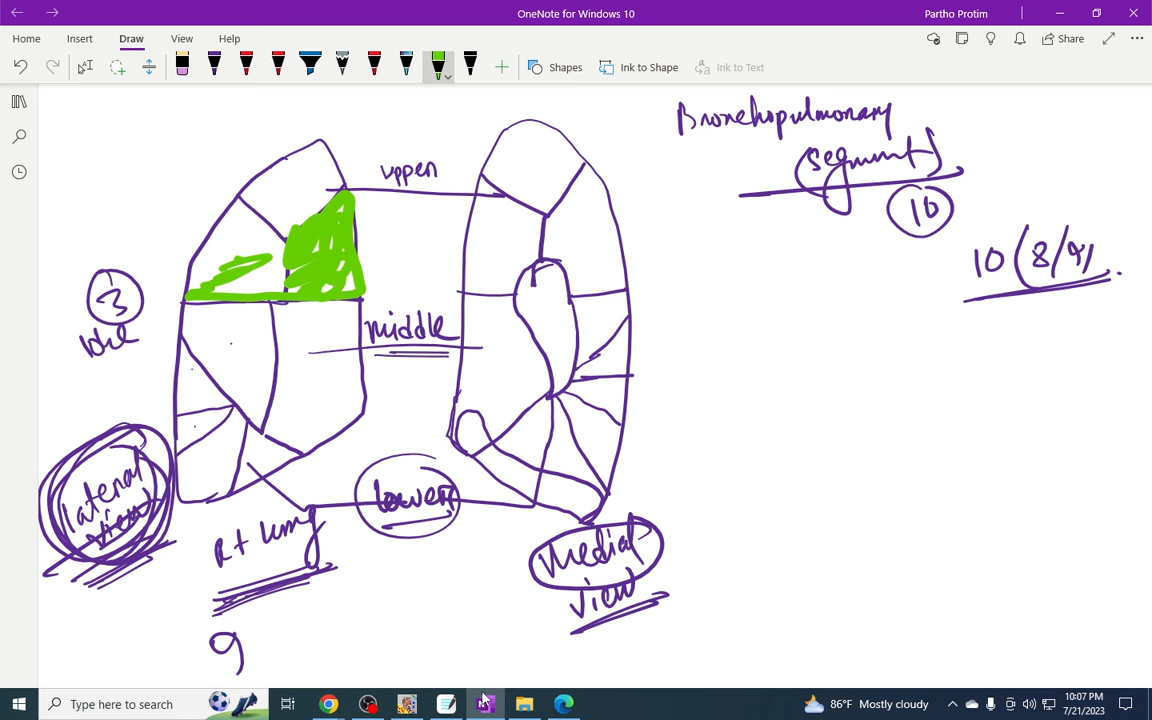 OneNote for Windows 10
Partho Protim
Home Insert Draw View Help
Share
Shapes Ink to Shape Ink to Text
Bronchopulmonary
(segments)
10
10 (8/9)
upper
3
middle
lateral
view
lower
Rt lung
Medial
view
9
Type here to search
86°F Mostly cloudy
10:07 PM
7/21/2023